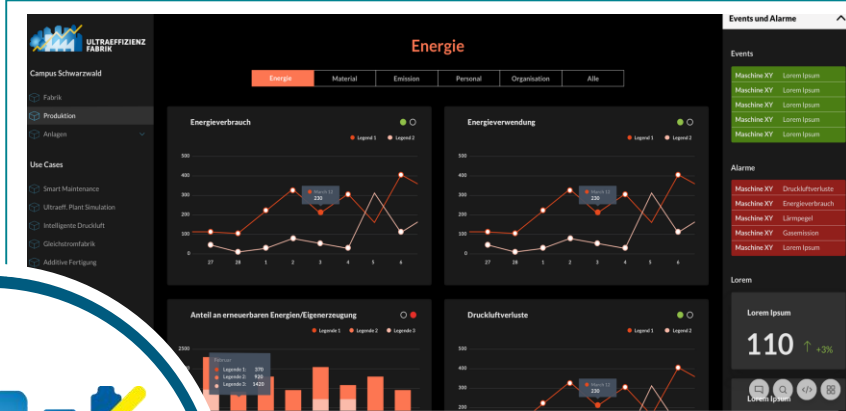 ULTRAEFFIZIENZ
FABRIK
Campus Schwarzwald
Fabrik
Produktion
Anlagen
Use Cases
Smart Maintenance
Ultraeff. Plant Simulation
Intelligente Druckluft
Gleichstromfabrik
Additive Fertigung
Energie
Energie Material Emission Personal Organisation Alle
Energieverbrauch
Legend 1 Legend 2
500
400
300
200
100
0
March 12
230
27 28 1 2 3 4 5 6
Energieverwendung
Legend 1 Legend 2
500
400
300
200
100
0
March 12
230
27 28 1 2 3 4 5 6
Anteil an erneuerbaren Energien/Eigenerzeugung
Legende 1 Legende 2 Legende 3
2500
Februar
Legende 1: 370
Legende 2: 920
Legende 3: 1420
Druckluftverluste
Legend 1 Legend 2
500
400
300
200
March 12
230
Events und Alarme
Events
Maschine XY Lorem Ipsum
Maschine XY Lorem Ipsum
Maschine XY Lorem Ipsum
Maschine XY Lorem Ipsum
Maschine XY Lorem Ipsum
Alarme
Maschine XY Druckluftverluste
Maschine XY Energieverbrauch
Maschine XY Lärmpegel
Maschine XY Gasemission
Maschine XY Lorem Ipsum
Lorem
Lorem Ipsum
110 ↑ +3%
Lorem Ipsum